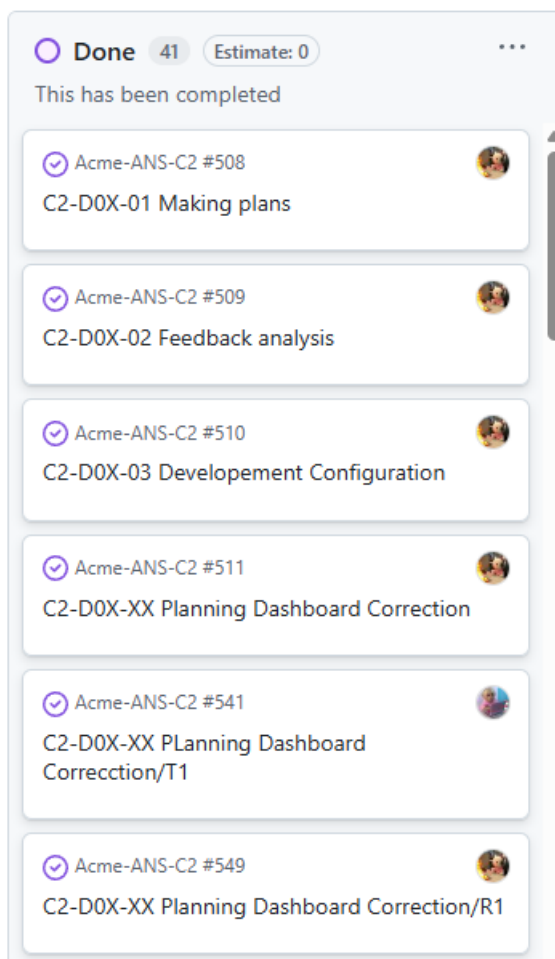 Done 41 Estimate: 0 ...
This has been completed
Acme-ANS-C2 #508
C2-D0X-01 Making plans
Acme-ANS-C2 #509
C2-D0X-02 Feedback analysis
Acme-ANS-C2 #510
C2-D0X-03 Developement Configuration
Acme-ANS-C2 #511
C2-D0X-XX Planning Dashboard Correction
Acme-ANS-C2 #541
C2-D0X-XX PLanning Dashboard
Correcction/T1
Acme-ANS-C2 #549
C2-D0X-XX Planning Dashboard Correction/R1